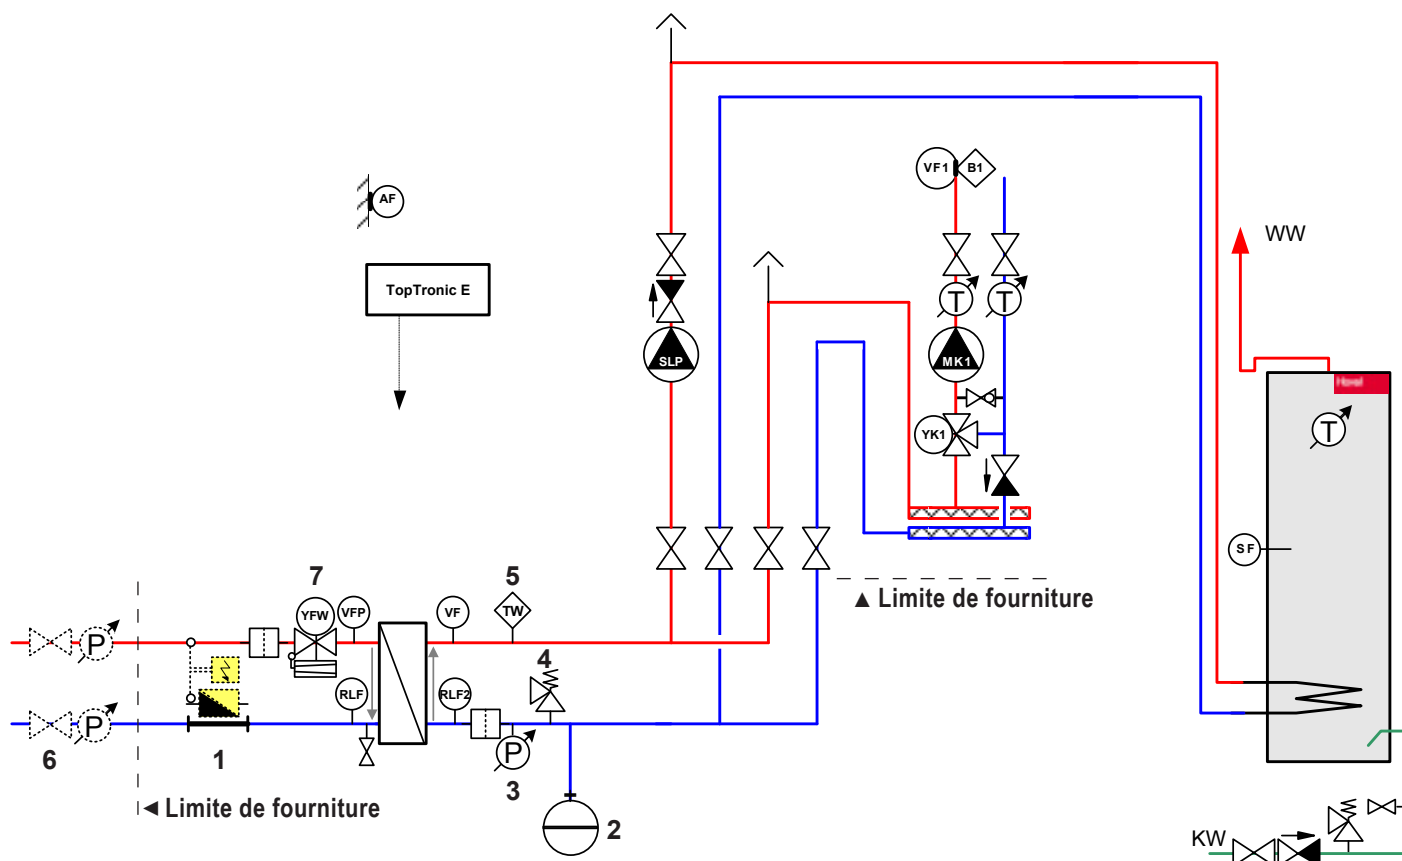 WW
VF1
B1
AF
TopTronic E
T
T
SLP
MK1
Hoval
T
YK1
SF
7
5
▲ Limite de fourniture
YFW
VFP
VF
TW
P
4
RLF
RLF2
P
P
6
1
3
◄ Limite de fourniture
2
KW